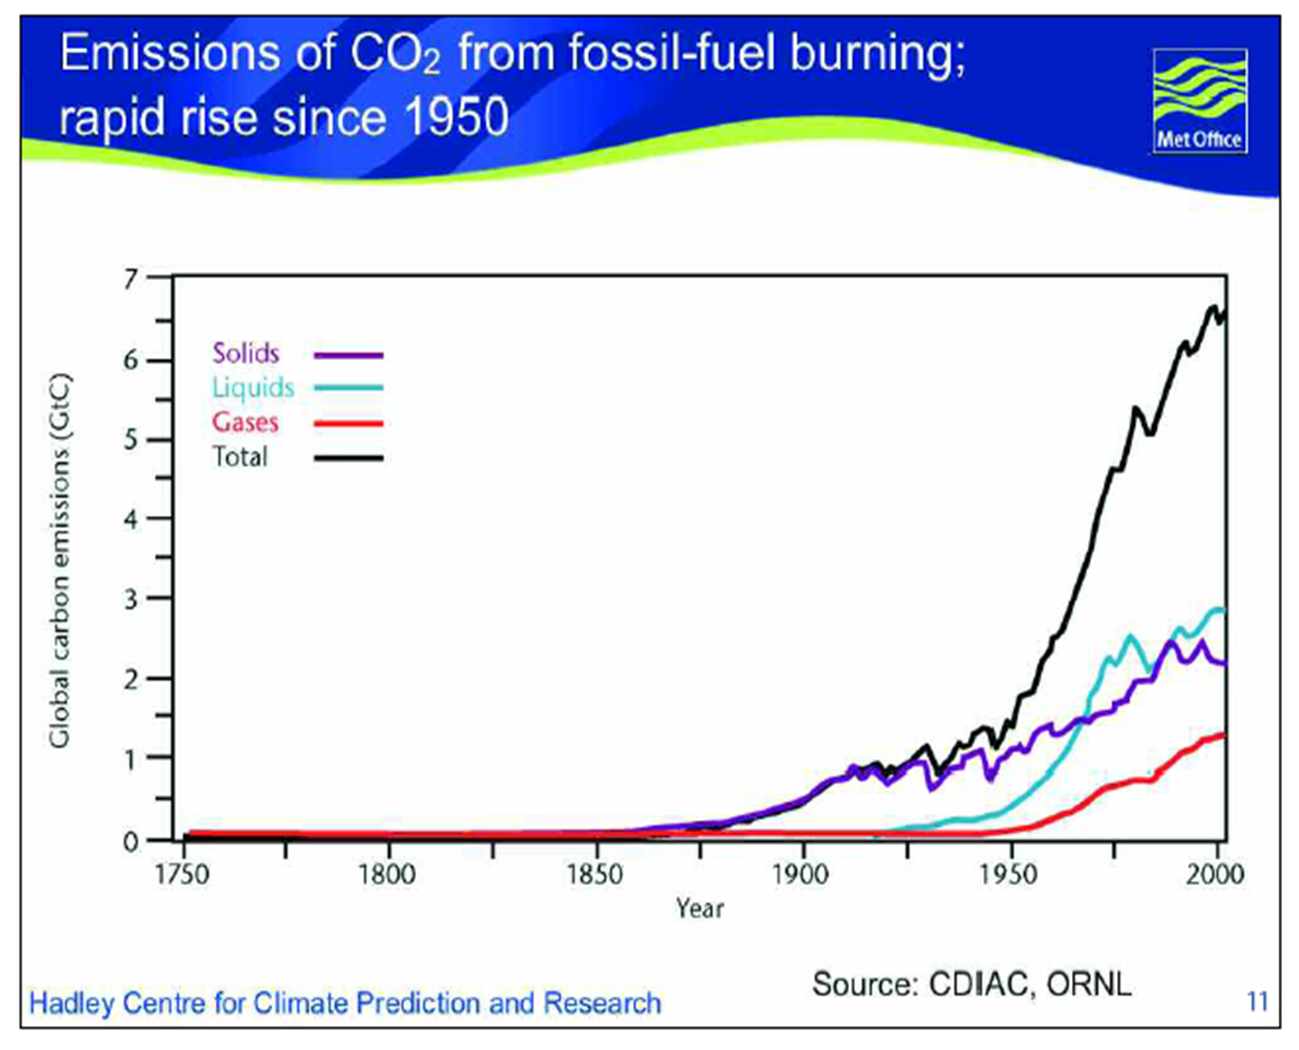 Emissions of CO₂ from fossil-fuel burning;
rapid rise since 1950
Met Office
Global carbon emissions (GtC)
7
6
5
4
3
2
1
0
Solids
Liquids
Gases
Total
1750 1800 1850 1900 1950 2000
Year
Source: CDIAC, ORNL
Hadley Centre for Climate Prediction and Research
11